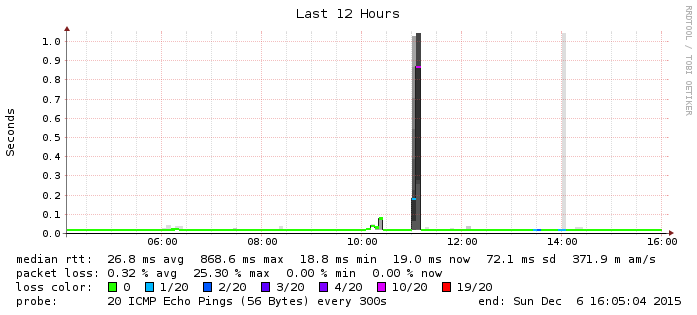 Last 12 Hours
RRDTOOL / TOBI OETIKER
Seconds
1.0
0.9
0.8
0.7
0.6
0.5
0.4
0.3
0.2
0.1
0.0
06:00 08:00 10:00 12:00 14:00 16:00
median rtt: 26.8 ms avg 868.6 ms max 18.8 ms min 19.0 ms now 72.1 ms sd 371.9 m am/s
packet loss: 0.32 % avg 25.30 % max 0.00 % min 0.00 % now
loss color: 0 1/20 2/20 3/20 4/20 10/20 19/20
probe: 20 ICMP Echo Pings (56 Bytes) every 300s end: Sun Dec 6 16:05:04 2015